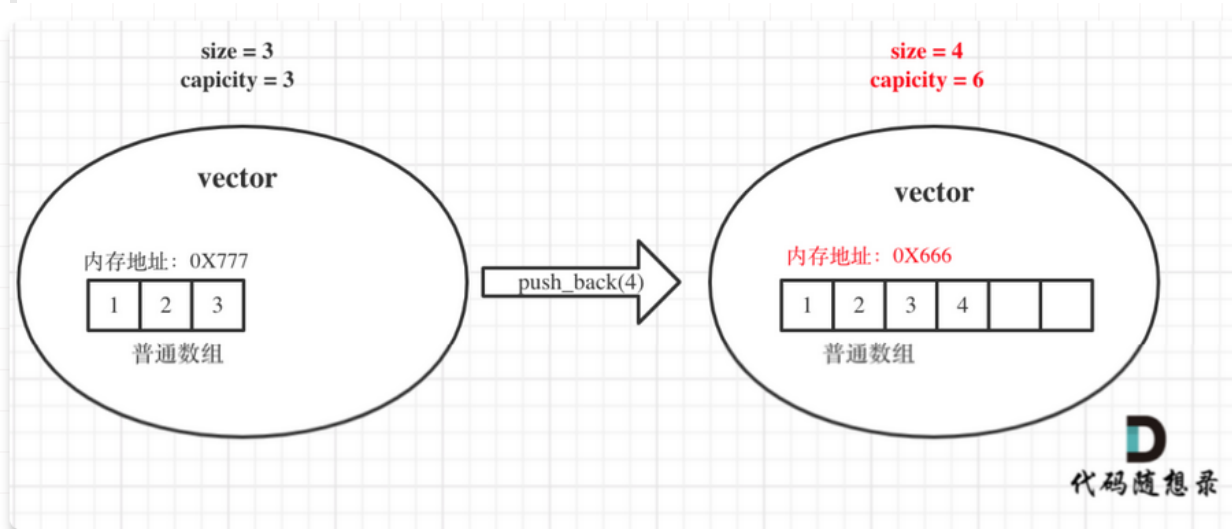 size = 3
capicity = 3
vector
内存地址：0X777
1 2 3
普通数组
push_back(4)
size = 4
capicity = 6
vector
内存地址：0X666
1 2 3 4
普通数组
D
代码随想录